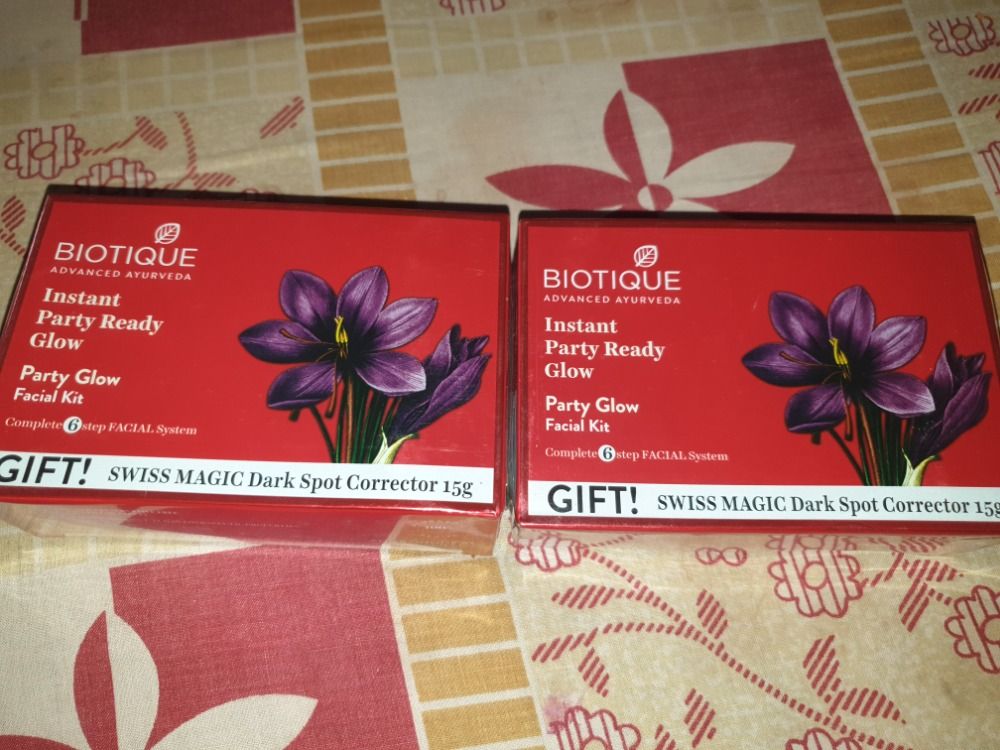 BIOTIQUE
ADVANCED AYURVEDA
Instant
Party Ready
Glow
Party Glow
Facial Kit
Complete 6 step FACIAL System
GIFT! SWISS MAGIC Dark Spot Corrector 15g
BIOTIQUE
ADVANCED AYURVEDA
Instant
Party Ready
Glow
Party Glow
Facial Kit
Complete 6 step FACIAL System
GIFT! SWISS MAGIC Dark Spot Corrector 15g